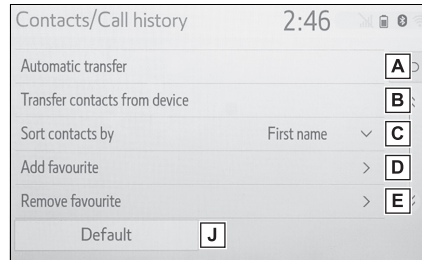 Contacts/Call history 2:46
Automatic transfer A
Transfer contacts from device B
Sort contacts by First name C
Add favourite D
Remove favourite E
Default J